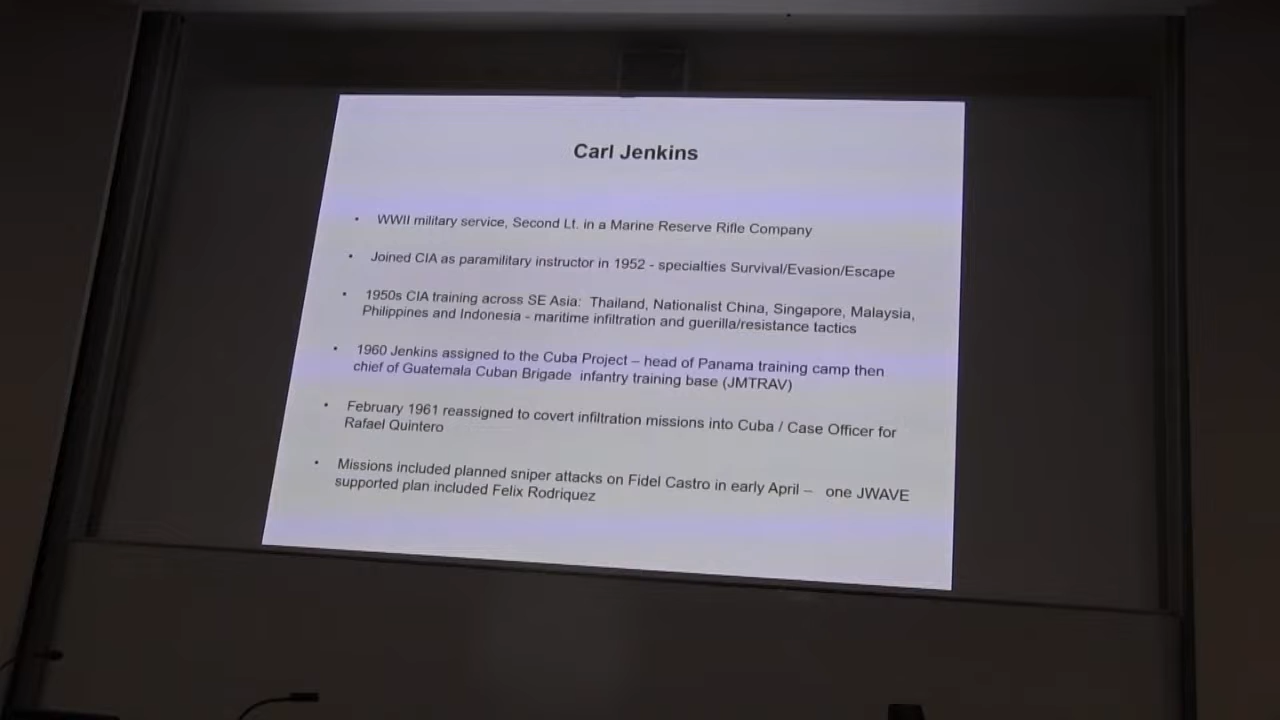 Carl Jenkins
• WWII military service, Second Lt. in a Marine Reserve Rifle Company
• Joined CIA as paramilitary instructor in 1952 - specialties Survival/Evasion/Escape
• 1950s CIA training across SE Asia: Thailand, Nationalist China, Singapore, Malaysia,
Philippines and Indonesia - maritime infiltration and guerilla/resistance tactics
• 1960 Jenkins assigned to the Cuba Project – head of Panama training camp then
chief of Guatemala Cuban Brigade infantry training base (JMTRAV)
• February 1961 reassigned to covert infiltration missions into Cuba / Case Officer for
Rafael Quintero
• Missions included planned sniper attacks on Fidel Castro in early April – one JWAVE
supported plan included Felix Rodriquez